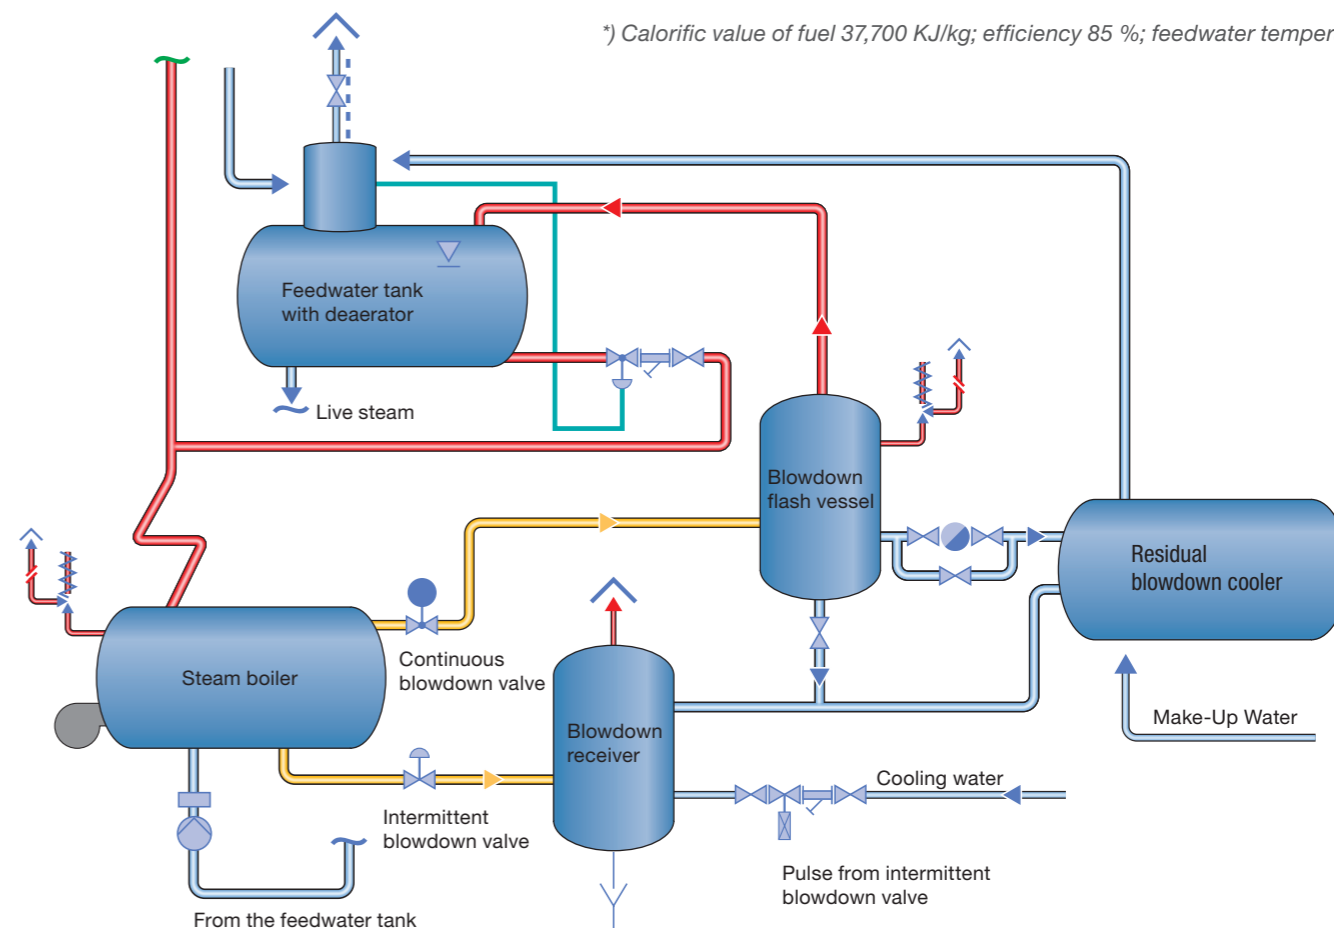 *) Calorific value of fuel 37,700 KJ/kg; efficiency 85 %; feedwater temper
Feedwater tank
with deaerator
Live steam
Blowdown
flash vessel
Residual
blowdown cooler
Continuous
blowdown valve
Steam boiler
Make-Up Water
Blowdown
receiver
Cooling water
Intermittent
blowdown valve
Pulse from intermittent
blowdown valve
From the feedwater tank